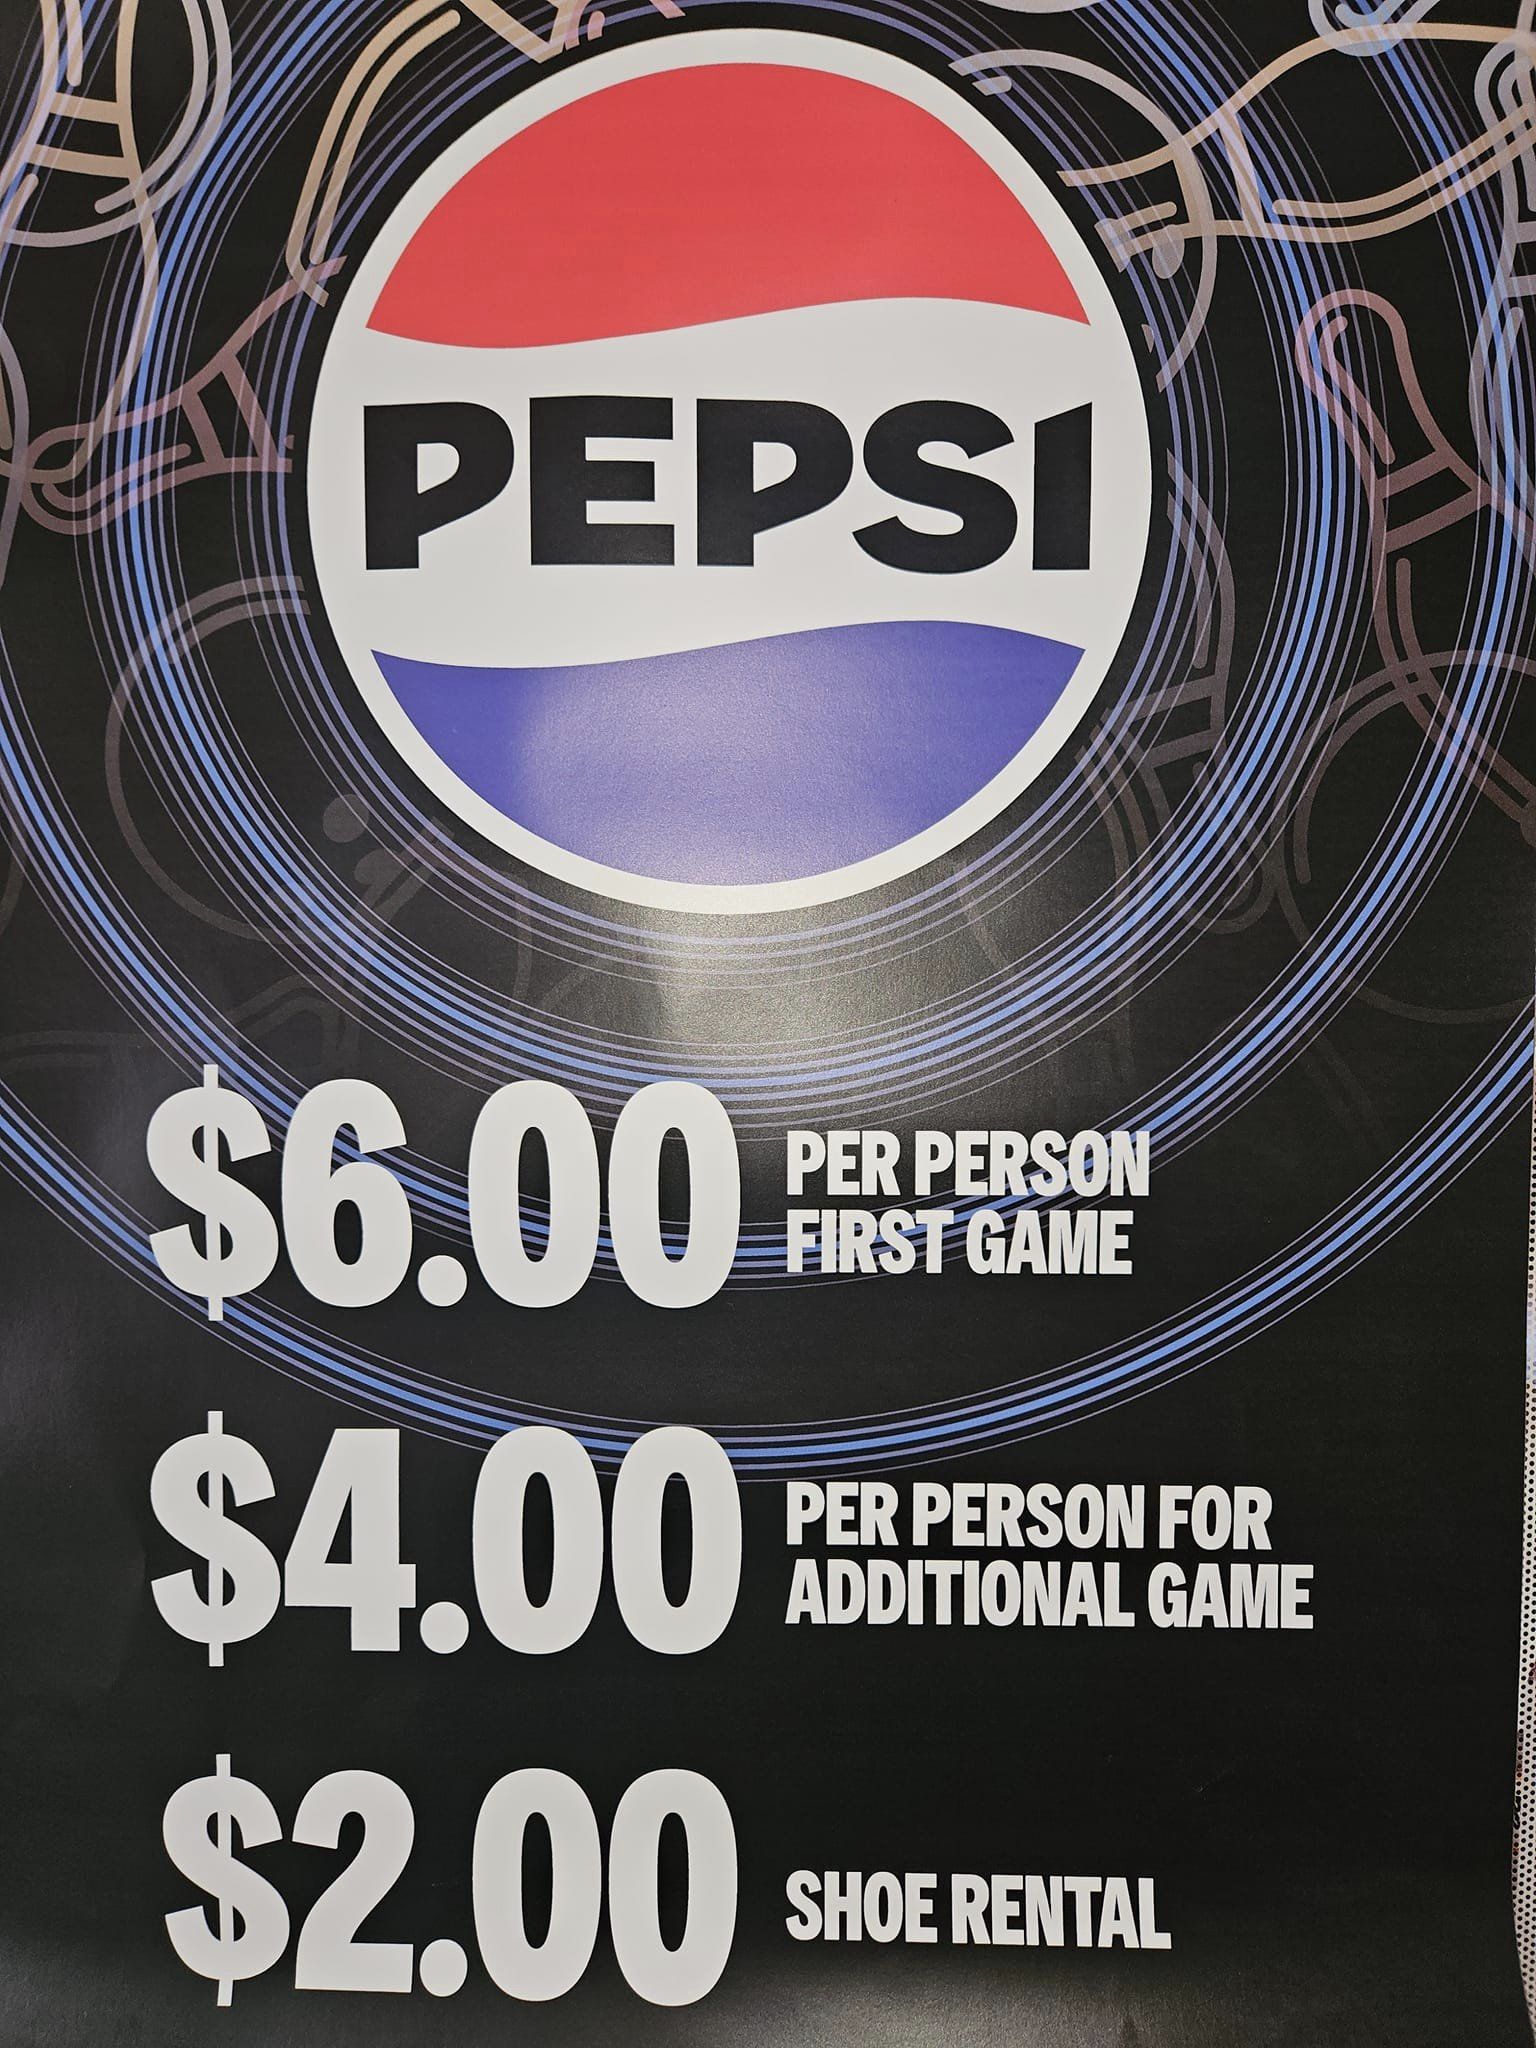 PEPSI
$6.00 PER PERSON
FIRST GAME
$4.00 PER PERSON FOR
ADDITIONAL GAME
$2.00 SHOE RENTAL